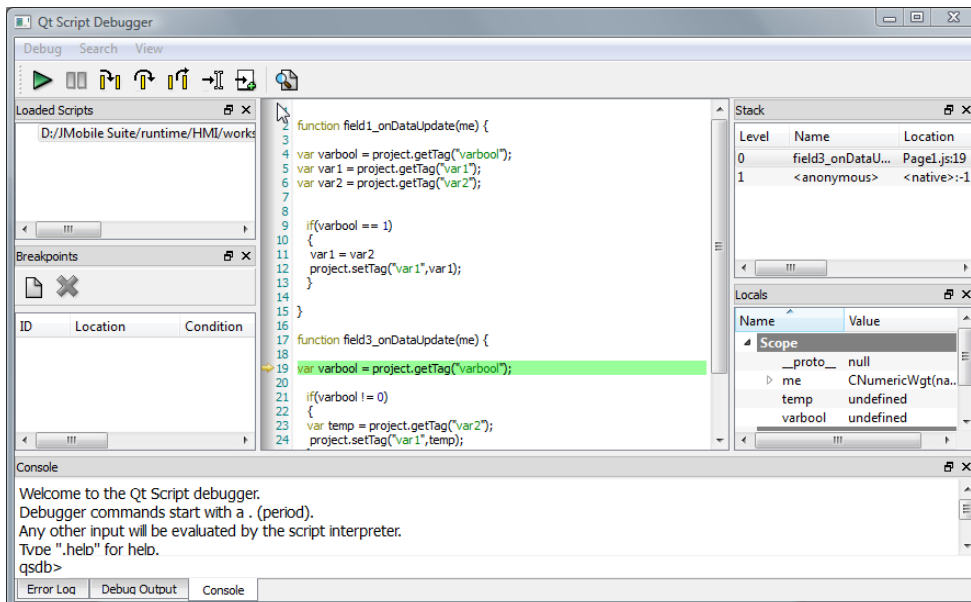 Qt Script Debugger
Debug Search View
Loaded Scripts
D:/JMobile Suite/runtime/HMI/works
Breakpoints
ID Location Condition
1
2 function field1_onDataUpdate(me) {
3
4 var varbool = project.getTag("varbool");
5 var var1 = project.getTag("var1");
6 var var2 = project.getTag("var2");
7
8
9 if(varbool == 1)
10 {
11 var1 = var2
12 project.setTag("var1",var1);
13 }
14
15 }
16
17 function field3_onDataUpdate(me) {
18
19 var varbool = project.getTag("varbool");
20
21 if(varbool != 0)
22 {
23 var temp = project.getTag("var2");
24 project.setTag("var1",temp);
Stack
Level Name Location
0 field3_onDataU... Page1.js:19
1 <anonymous> <native>:-1
Locals
Name Value
Scope
__proto__ null
me CNumericWgt(na...
temp undefined
varbool undefined
Console
Welcome to the Qt Script debugger.
Debugger commands start with a . (period).
Any other input will be evaluated by the script interpreter.
Type ".help" for help.
qsdb>
Error Log Debug Output Console